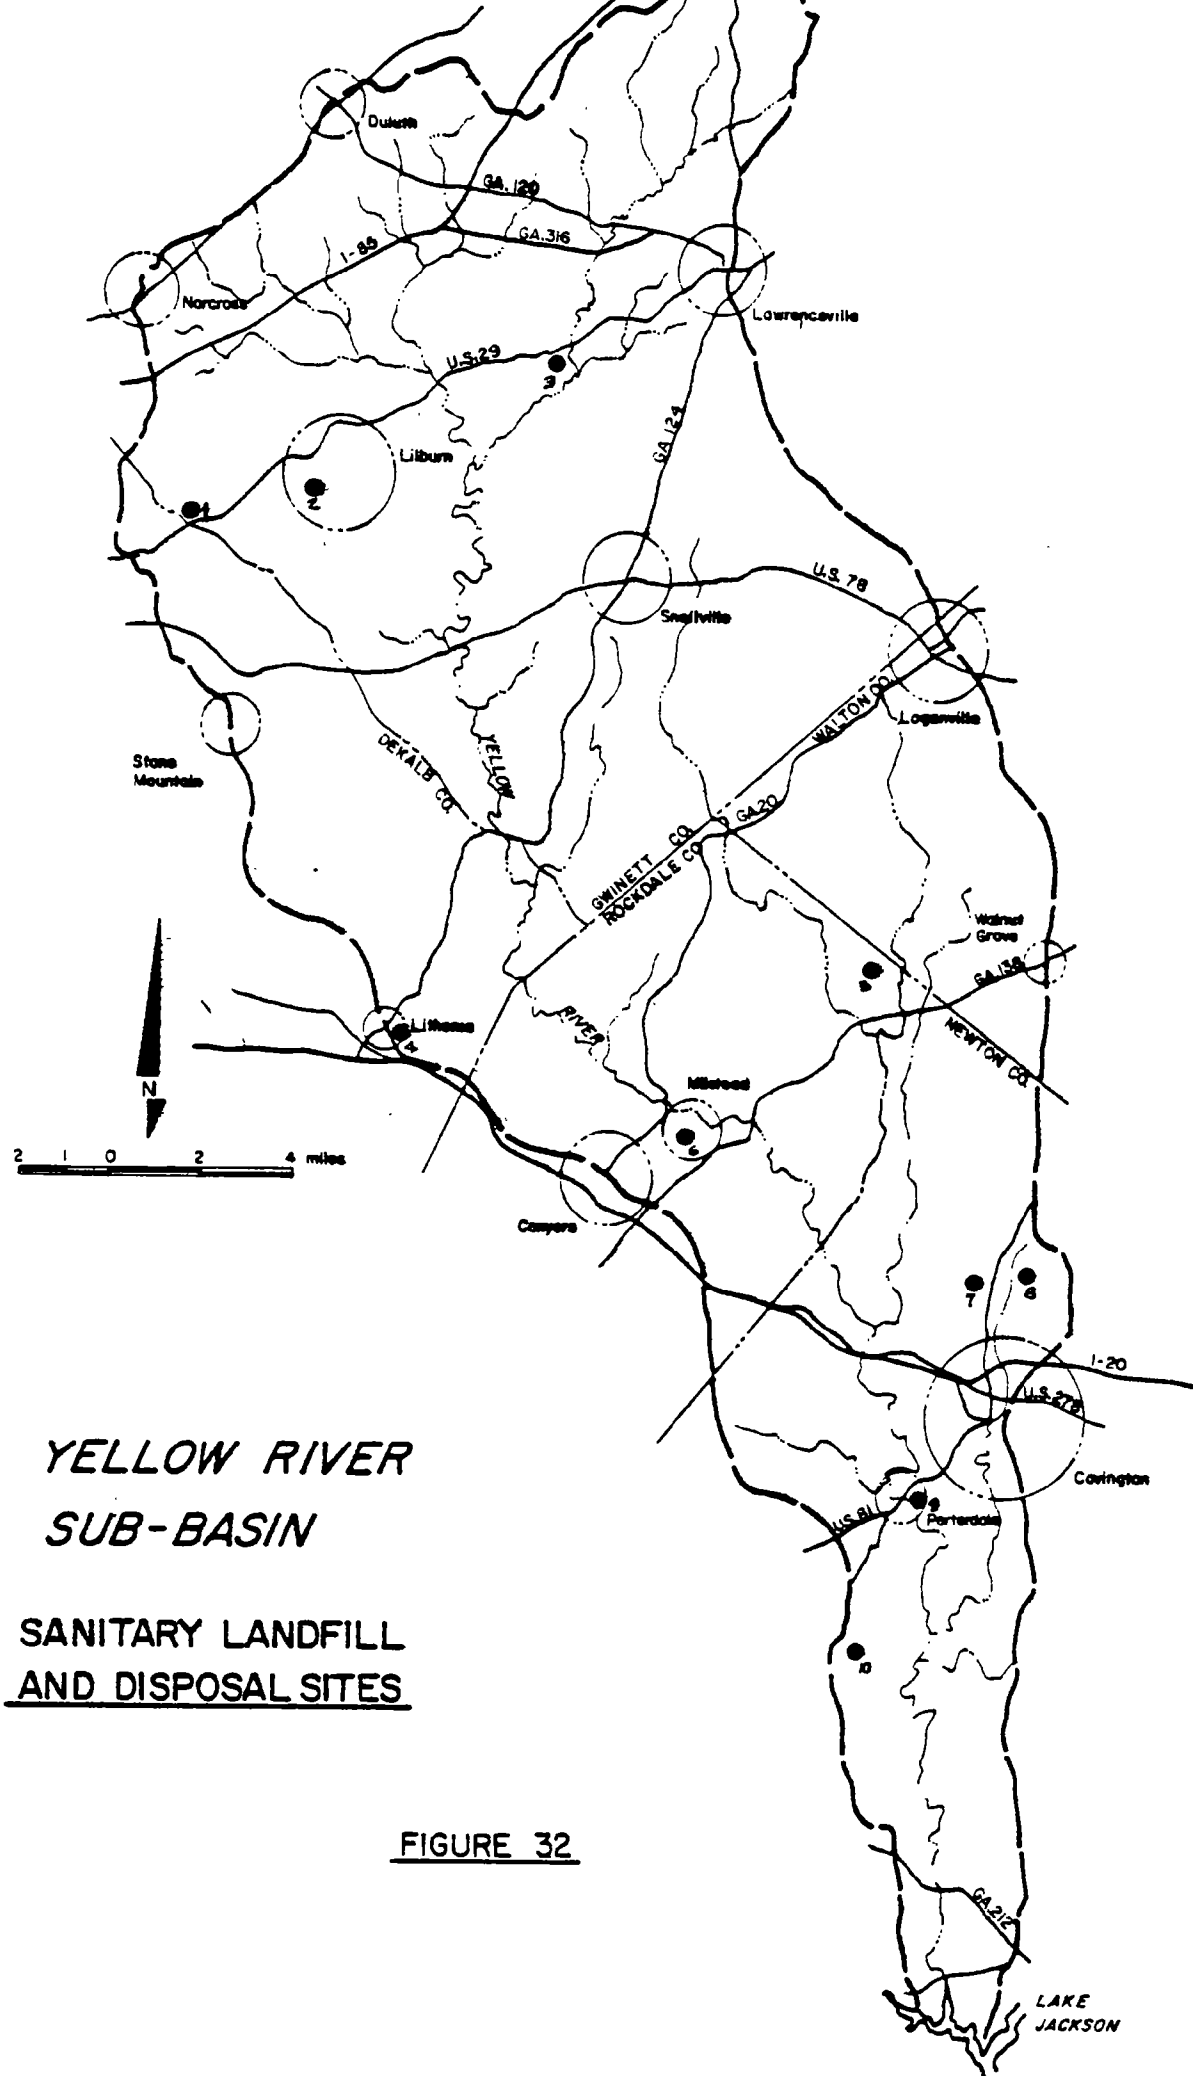 Duluth
GA. 120
GA. 316
I-85
Norcross
Lawrenceville
U.S. 29
3
GA 124
Lilburn
2
1
U.S. 78
Snellville
WALTON CO.
Loganville
DEKALB CO.
YELLOW
Stone
Mountain
GA 20
GWINETT CO.
ROCKDALE CO.
Walnut
Grove
5
GA. 138
RIVER
Lithonia
4
NEWTON CO.
N
Milstead
6
2 1 0 2 4 miles
Conyers
7
8
I-20
U.S. 278
YELLOW RIVER
SUB-BASIN
Covington
9
Porterdale
U.S. 81
SANITARY LANDFILL
AND DISPOSAL SITES
10
FIGURE 32
GA. 212
LAKE
JACKSON